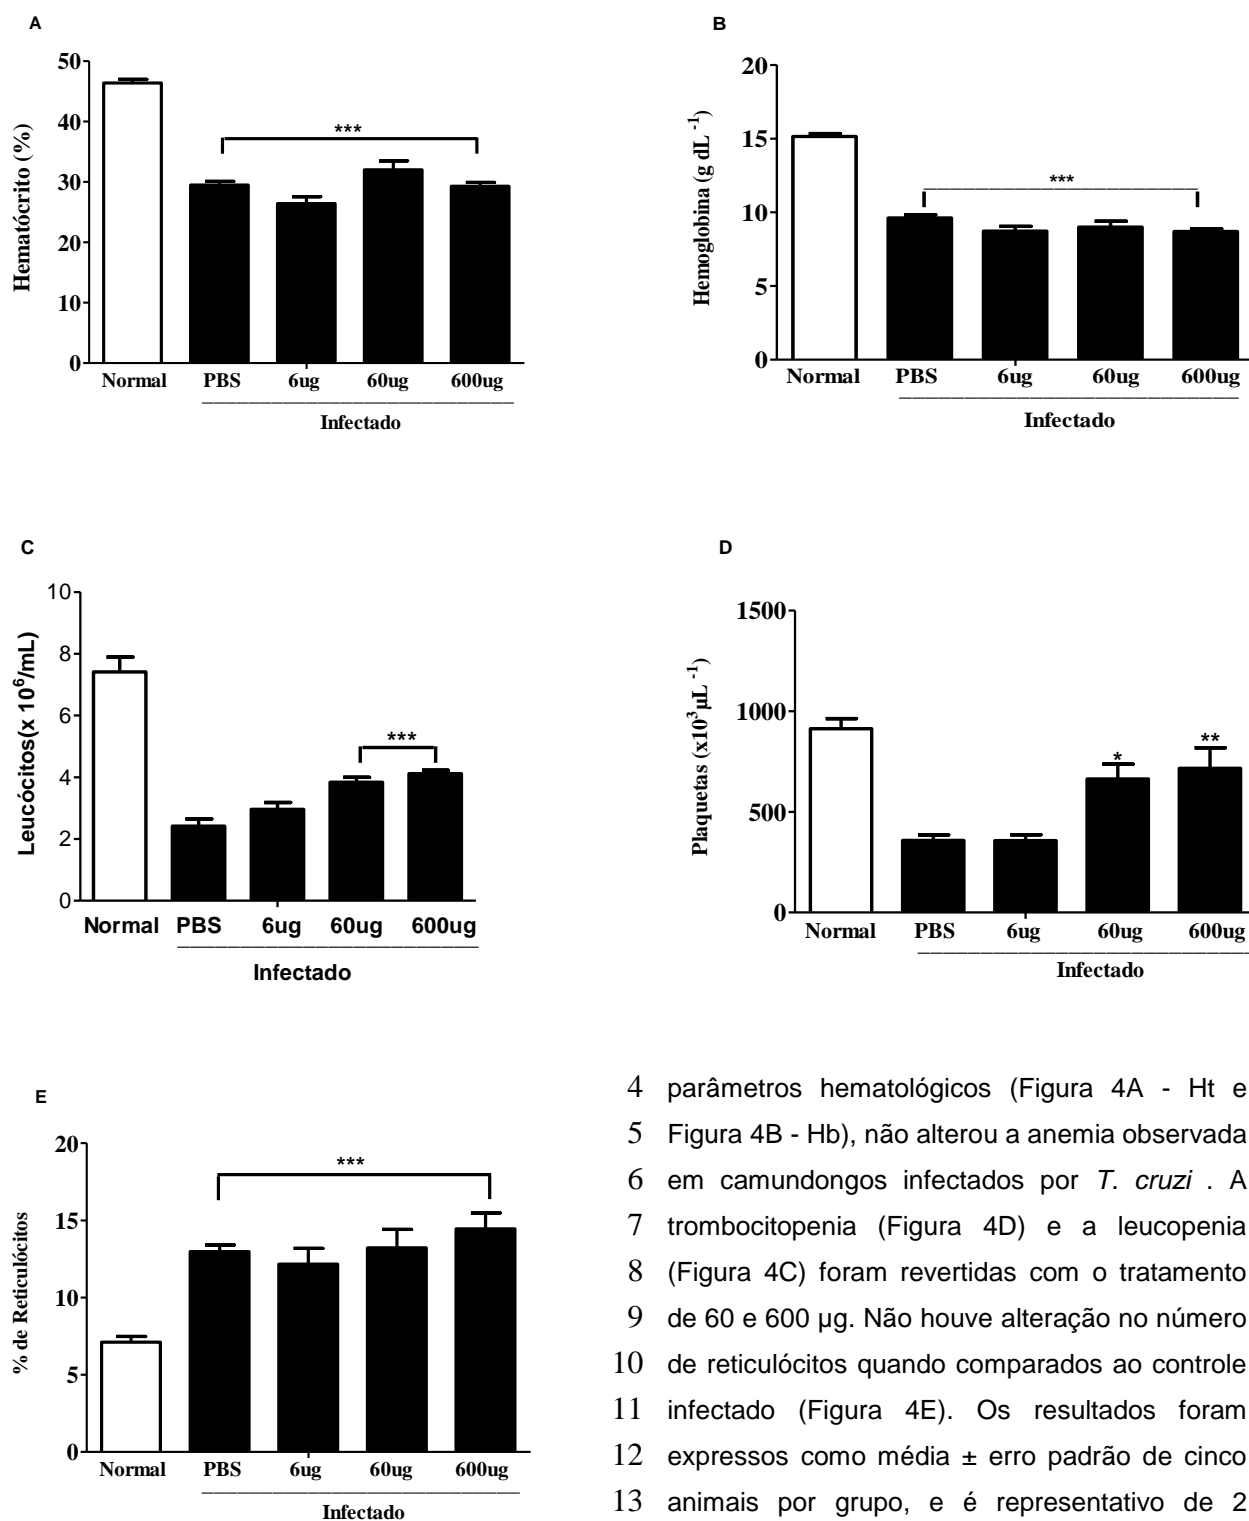 A
Hematócrito (%)
50
40
30
20
10
0
***
Normal PBS 6ug 60ug 600ug
Infectado
B
Hemoglobina (g dL -1)
20
15
10
5
0
***
Normal PBS 6ug 60ug 600ug
Infectado
C
Leucócitos(x 10^6/mL)
10
8
6
4
2
0
***
Normal PBS 6ug 60ug 600ug
Infectado
D
Plaquetas (x10^3 µL -1)
1500
1000
500
0
*
**
Normal PBS 6ug 60ug 600ug
Infectado
E
% de Reticulócitos
20
15
10
5
0
***
Normal PBS 6ug 60ug 600ug
Infectado
4 parâmetros hematológicos (Figura 4A - Ht e
5 Figura 4B - Hb), não alterou a anemia observada
6 em camundongos infectados por T. cruzi . A
7 trombocitopenia (Figura 4D) e a leucopenia
8 (Figura 4C) foram revertidas com o tratamento
9 de 60 e 600 µg. Não houve alteração no número
10 de reticulócitos quando comparados ao controle
11 infectado (Figura 4E). Os resultados foram
12 expressos como média ± erro padrão de cinco
13 animais por grupo, e é representativo de 2